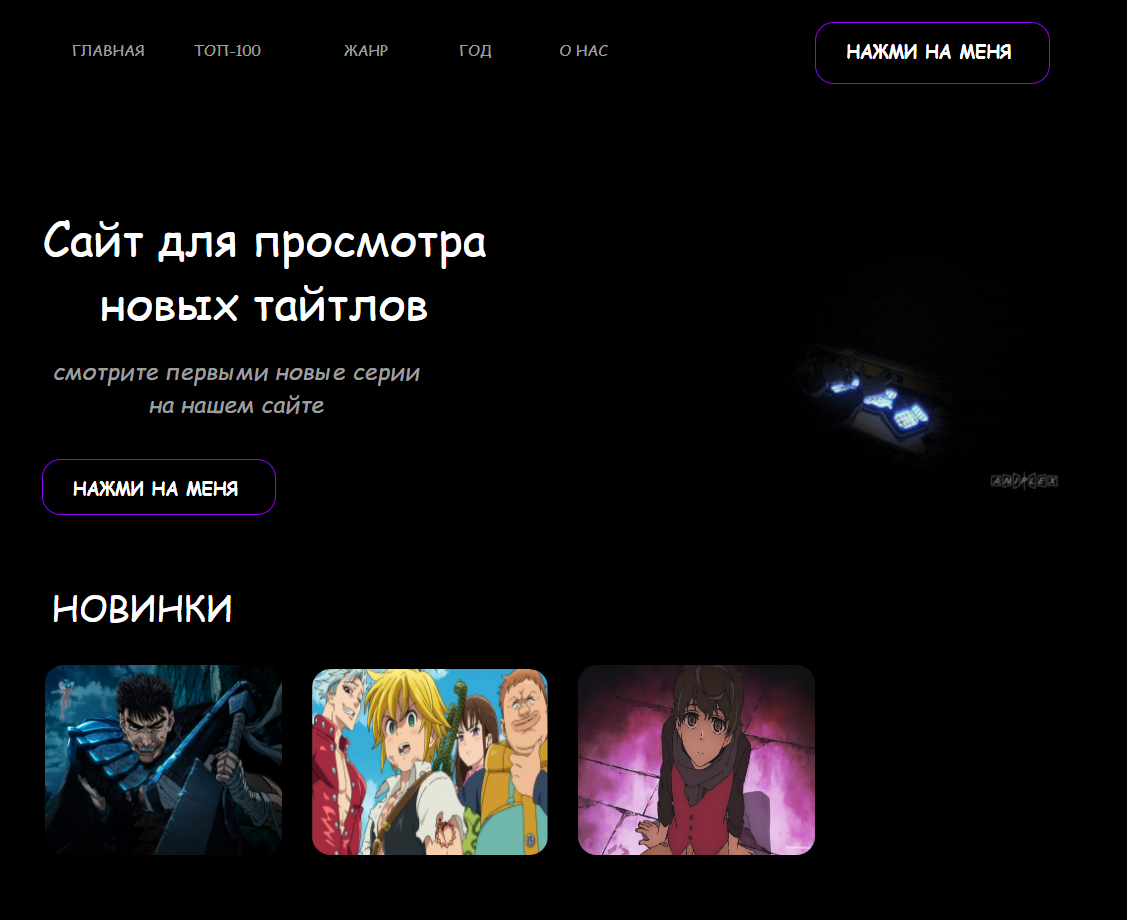 ГЛАВНАЯ ТОП-100 ЖАНР ГОД О НАС НАЖМИ НА МЕНЯ
Сайт для просмотра
новых тайтлов
смотрите первыми новые серии
на нашем сайте
ANIPLEX
НАЖМИ НА МЕНЯ
НОВИНКИ